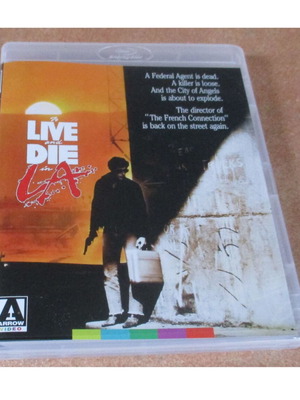 A Federal Agent is dead.
A killer is loose.
And the City of Angels
is about to explode.
The director of
"The French Connection"
is back on the street again.
To
LIVE
and
DIE
in
L.A.
ARROW
VIDEO